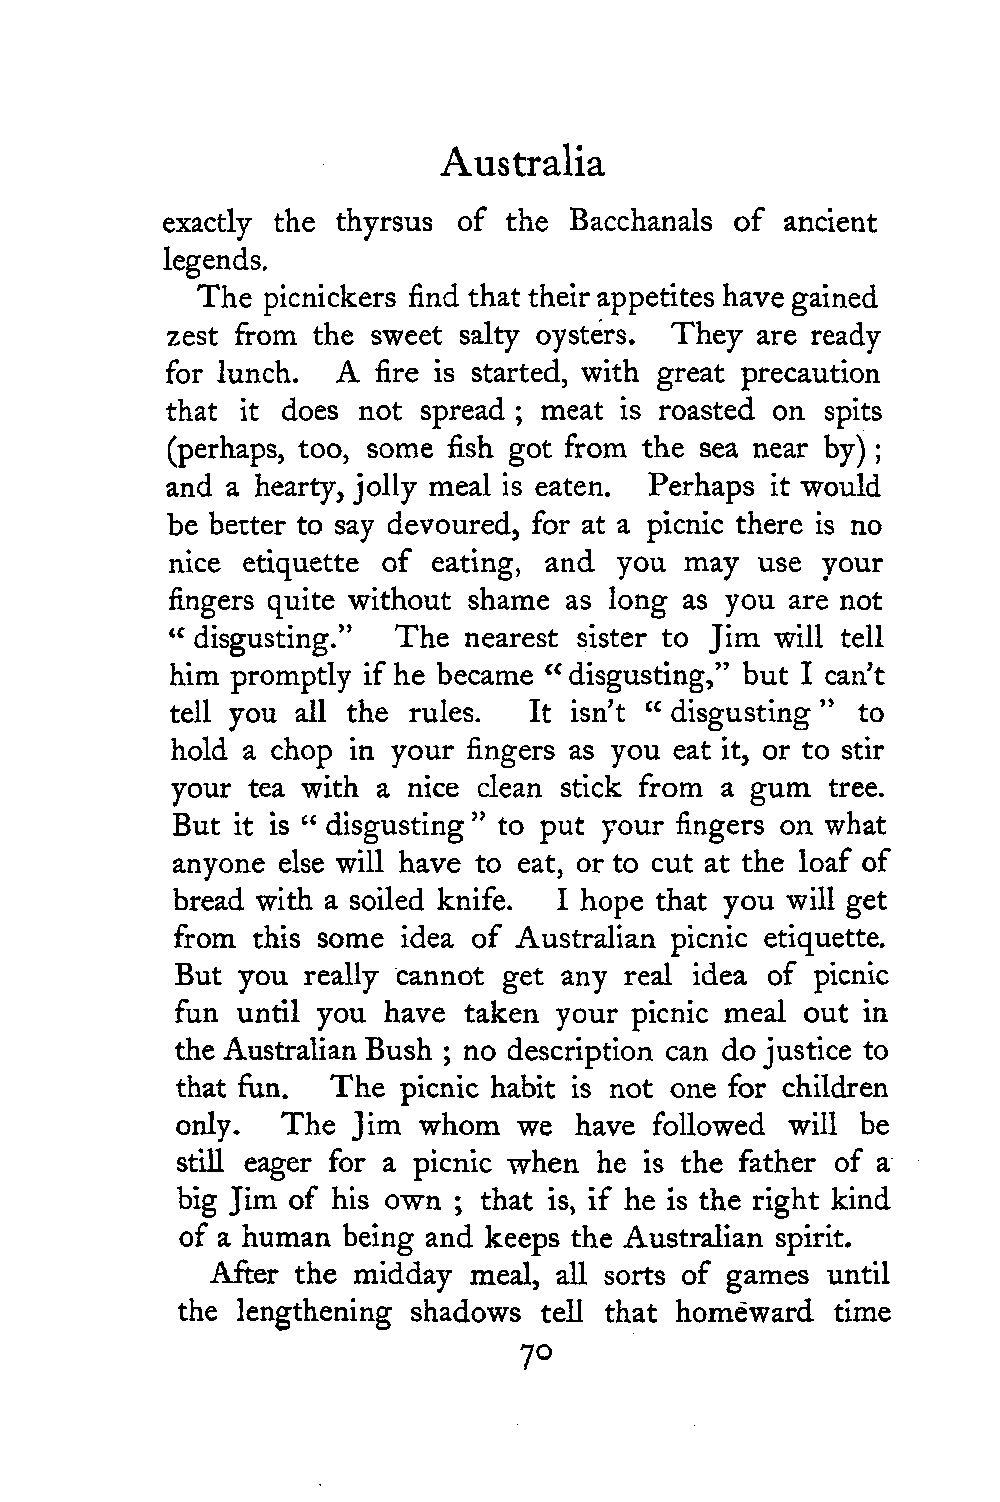 Australia
exactly the thyrsus of the Bacchanals of ancient
legends.
The picnickers find that their appetites have gained
zest from the sweet salty oysters. They are ready
for lunch. A fire is started, with great precaution
that it does not spread ; meat is roasted on spits
(perhaps, too, some fish got from the sea near by) ;
and a hearty, jolly meal is eaten. Perhaps it would
be better to say devoured, for at a picnic there is no
nice etiquette of eating, and you may use your
fingers quite without shame as long as you are not
“ disgusting.” The nearest sister to Jim will tell
him promptly if he became “ disgusting,” but I can't
tell you all the rules. It isn't “ disgusting ” to
hold a chop in your fingers as you eat it, or to stir
your tea with a nice clean stick from a gum tree.
But it is “ disgusting ” to put your fingers on what
anyone else will have to eat, or to cut at the loaf of
bread with a soiled knife. I hope that you will get
from this some idea of Australian picnic etiquette.
But you really cannot get any real idea of picnic
fun until you have taken your picnic meal out in
the Australian Bush ; no description can do justice to
that fun. The picnic habit is not one for children
only. The Jim whom we have followed will be
still eager for a picnic when he is the father of a
big Jim of his own ; that is, if he is the right kind
of a human being and keeps the Australian spirit.
After the midday meal, all sorts of games until
the lengthening shadows tell that homeward time
70